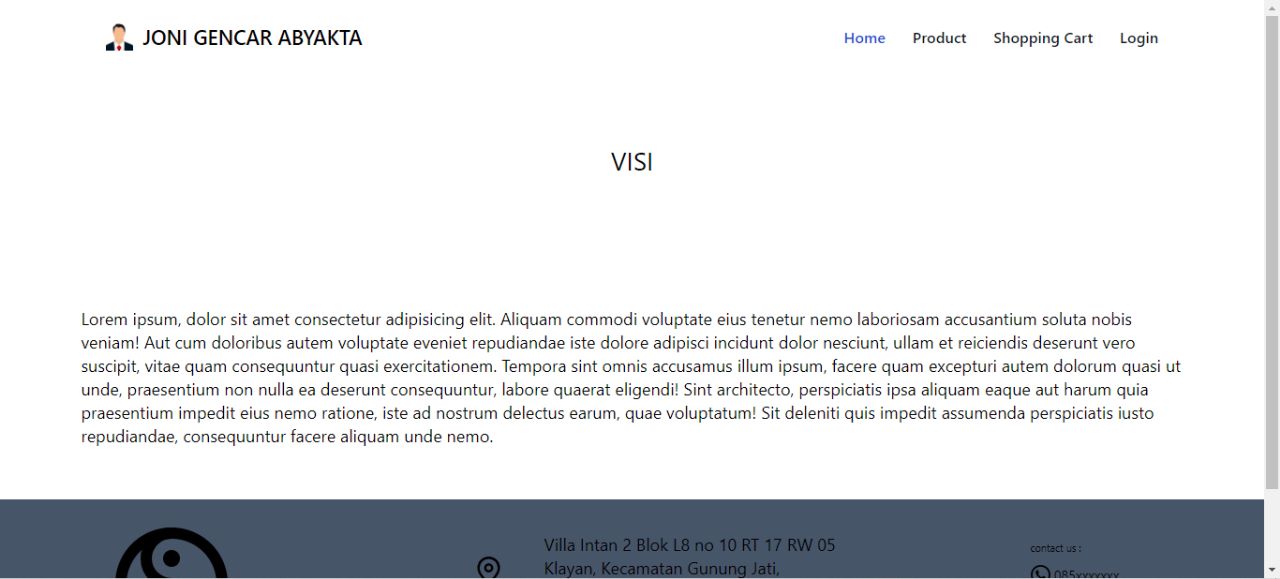 JONI GENCAR ABYAKTA
Home Product Shopping Cart Login
VISI
Lorem ipsum, dolor sit amet consectetur adipisicing elit. Aliquam commodi voluptate eius tenetur nemo laboriosam accusantium soluta nobis
veniam! Aut cum doloribus autem voluptate eveniet repudiandae iste dolore adipisci incidunt dolor nesciunt, ullam et reiciendis deserunt vero
suscipit, vitae quam consequuntur quasi exercitationem. Tempora sint omnis accusamus illum ipsum, facere quam excepturi autem dolorum quasi ut
unde, praesentium non nulla ea deserunt consequuntur, labore quaerat eligendi! Sint architecto, perspiciatis ipsa aliquam eaque aut harum quia
praesentium impedit eius nemo ratione, iste ad nostrum delectus earum, quae voluptatum! Sit deleniti quis impedit assumenda perspiciatis iusto
repudiandae, consequuntur facere aliquam unde nemo.
Villa Intan 2 Blok L8 no 10 RT 17 RW 05
Klayan, Kecamatan Gunung Jati,
contact us :
085xxxxxxx